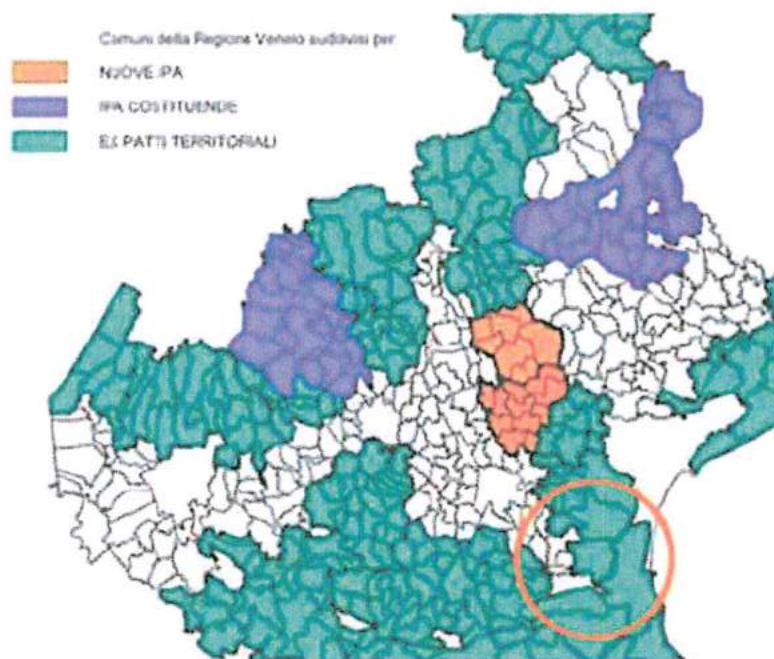 Comuni della Regione Veneto suddivisi per:
NUOVE IPA
IPA COSTITUENDE
EX PATTI TERRITORIALI